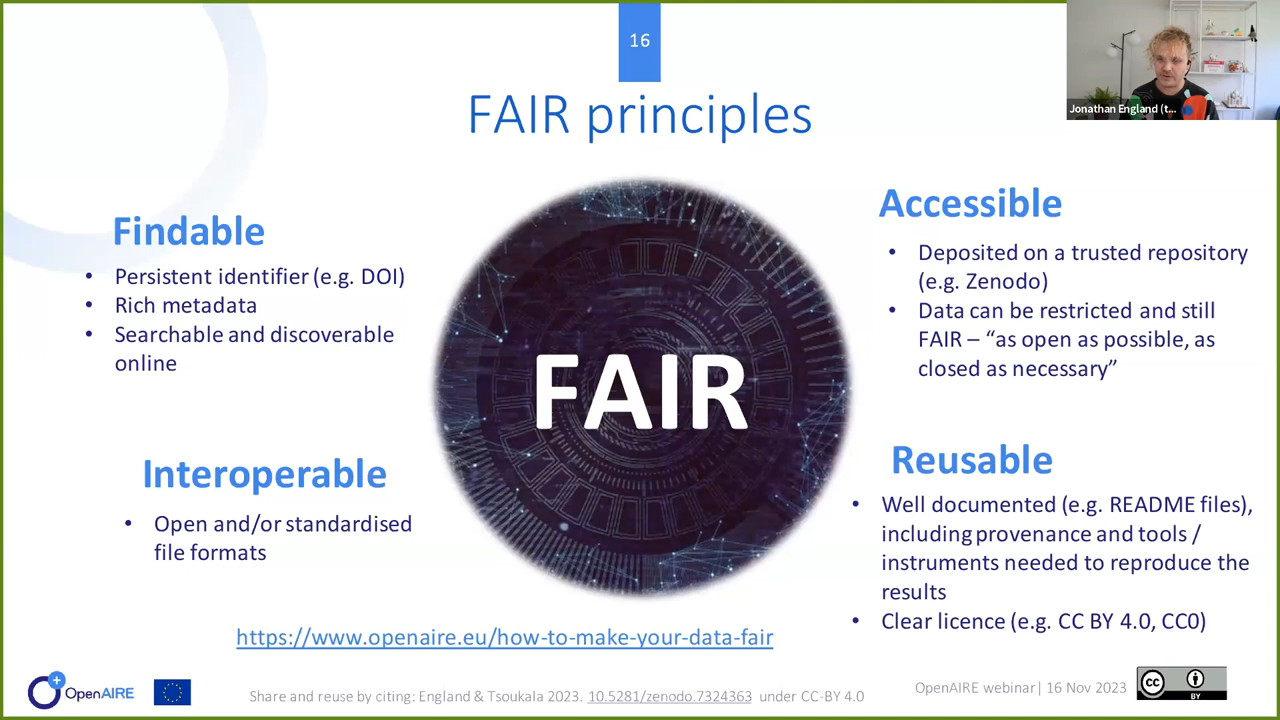 16
FAIR principles
Jonathan England (t...
Findable
• Persistent identifier (e.g. DOI)
• Rich metadata
• Searchable and discoverable
online
Accessible
• Deposited on a trusted repository
(e.g. Zenodo)
• Data can be restricted and still
FAIR – “as open as possible, as
closed as necessary”
FAIR
Interoperable
• Open and/or standardised
file formats
Reusable
• Well documented (e.g. README files),
including provenance and tools /
instruments needed to reproduce the
results
• Clear licence (e.g. CC BY 4.0, CC0)
https://www.openaire.eu/how-to-make-your-data-fair
OpenAIRE
Share and reuse by citing: England & Tsoukala 2023. 10.5281/zenodo.7324363 under CC-BY 4.0
OpenAIRE webinar| 16 Nov 2023
cc
BY